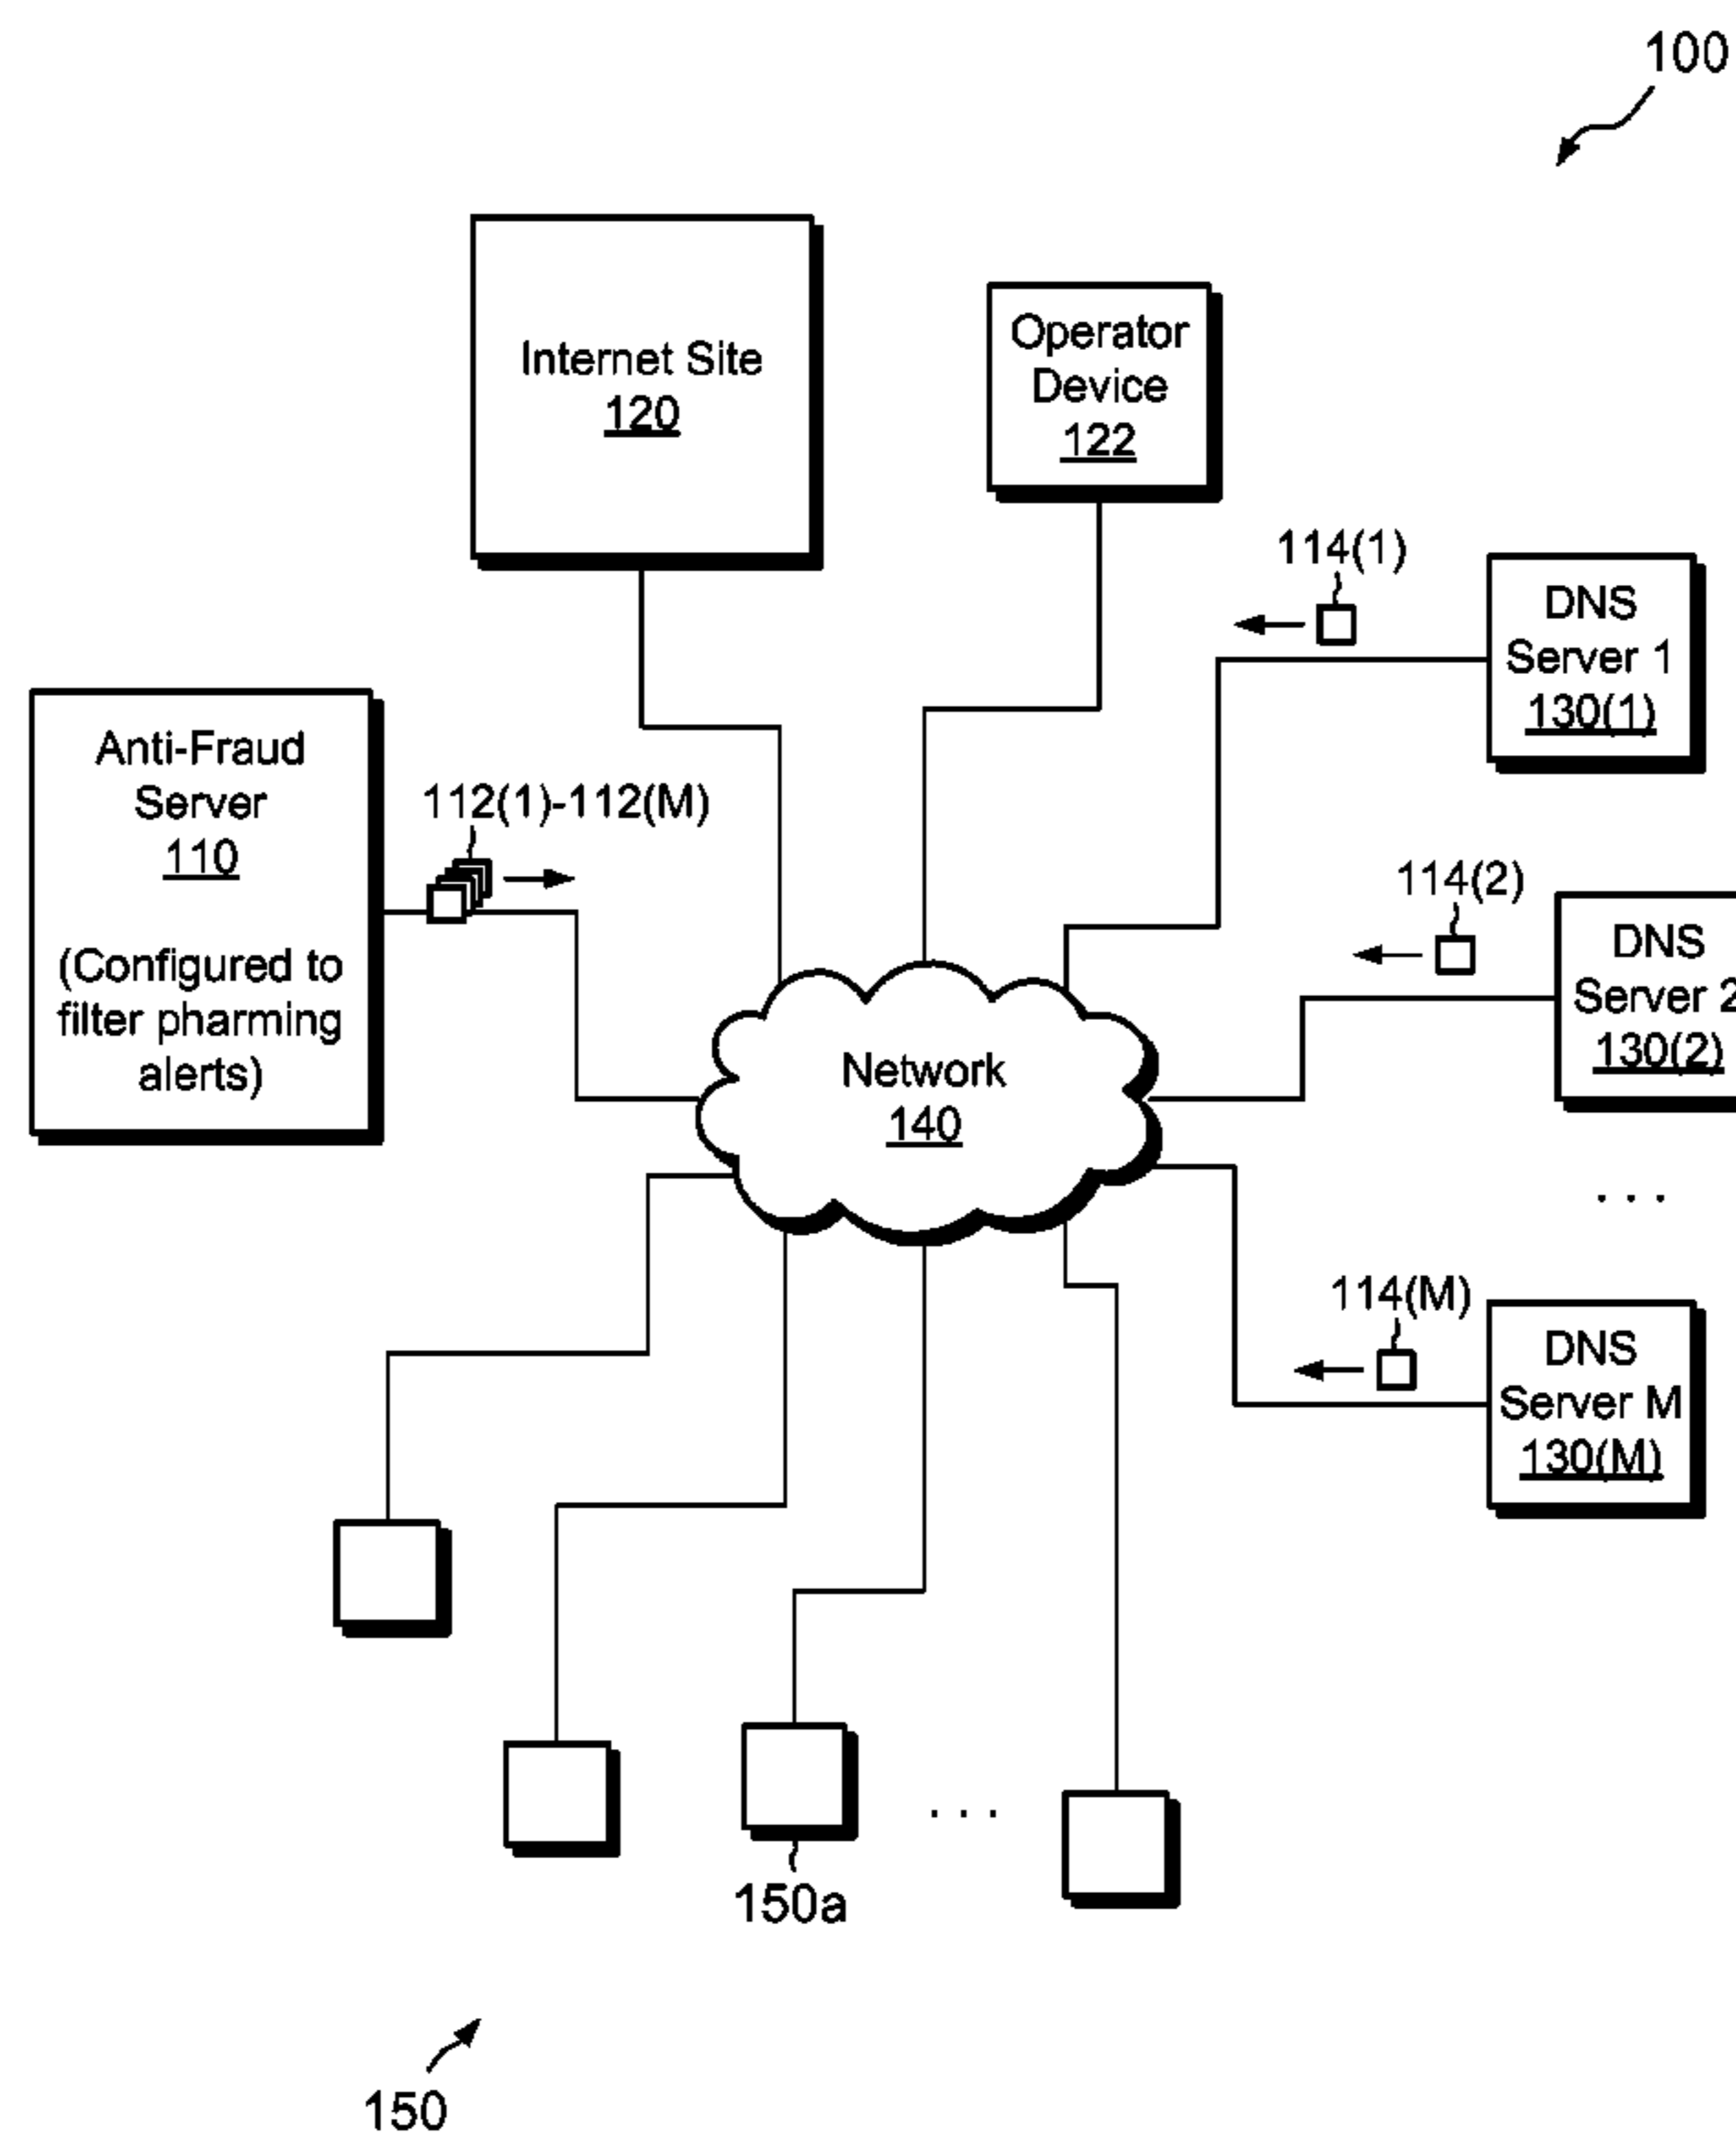 100
Internet Site
120
Operator
Device
122
114(1)
DNS
Server 1
130(1)
Anti-Fraud
Server
110
(Configured to
filter pharming
alerts)
112(1)-112(M)
114(2)
DNS
Server 2
130(2)
Network
140
. . .
114(M)
DNS
Server M
130(M)
. . .
150a
150